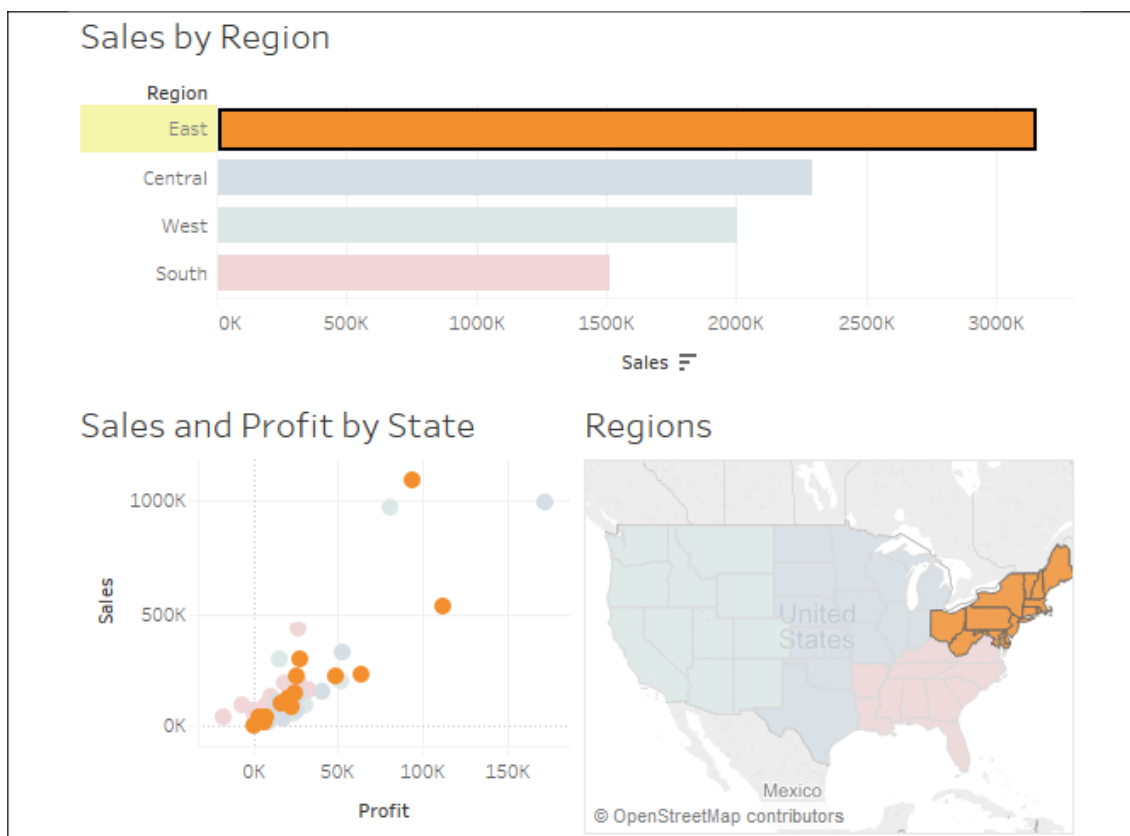 Sales by Region
Region
East
Central
West
South
0K 500K 1000K 1500K 2000K 2500K 3000K
Sales
Sales and Profit by State
1000K
500K
0K
Sales
0K 50K 100K 150K
Profit
Regions
United
States
Mexico
© OpenStreetMap contributors